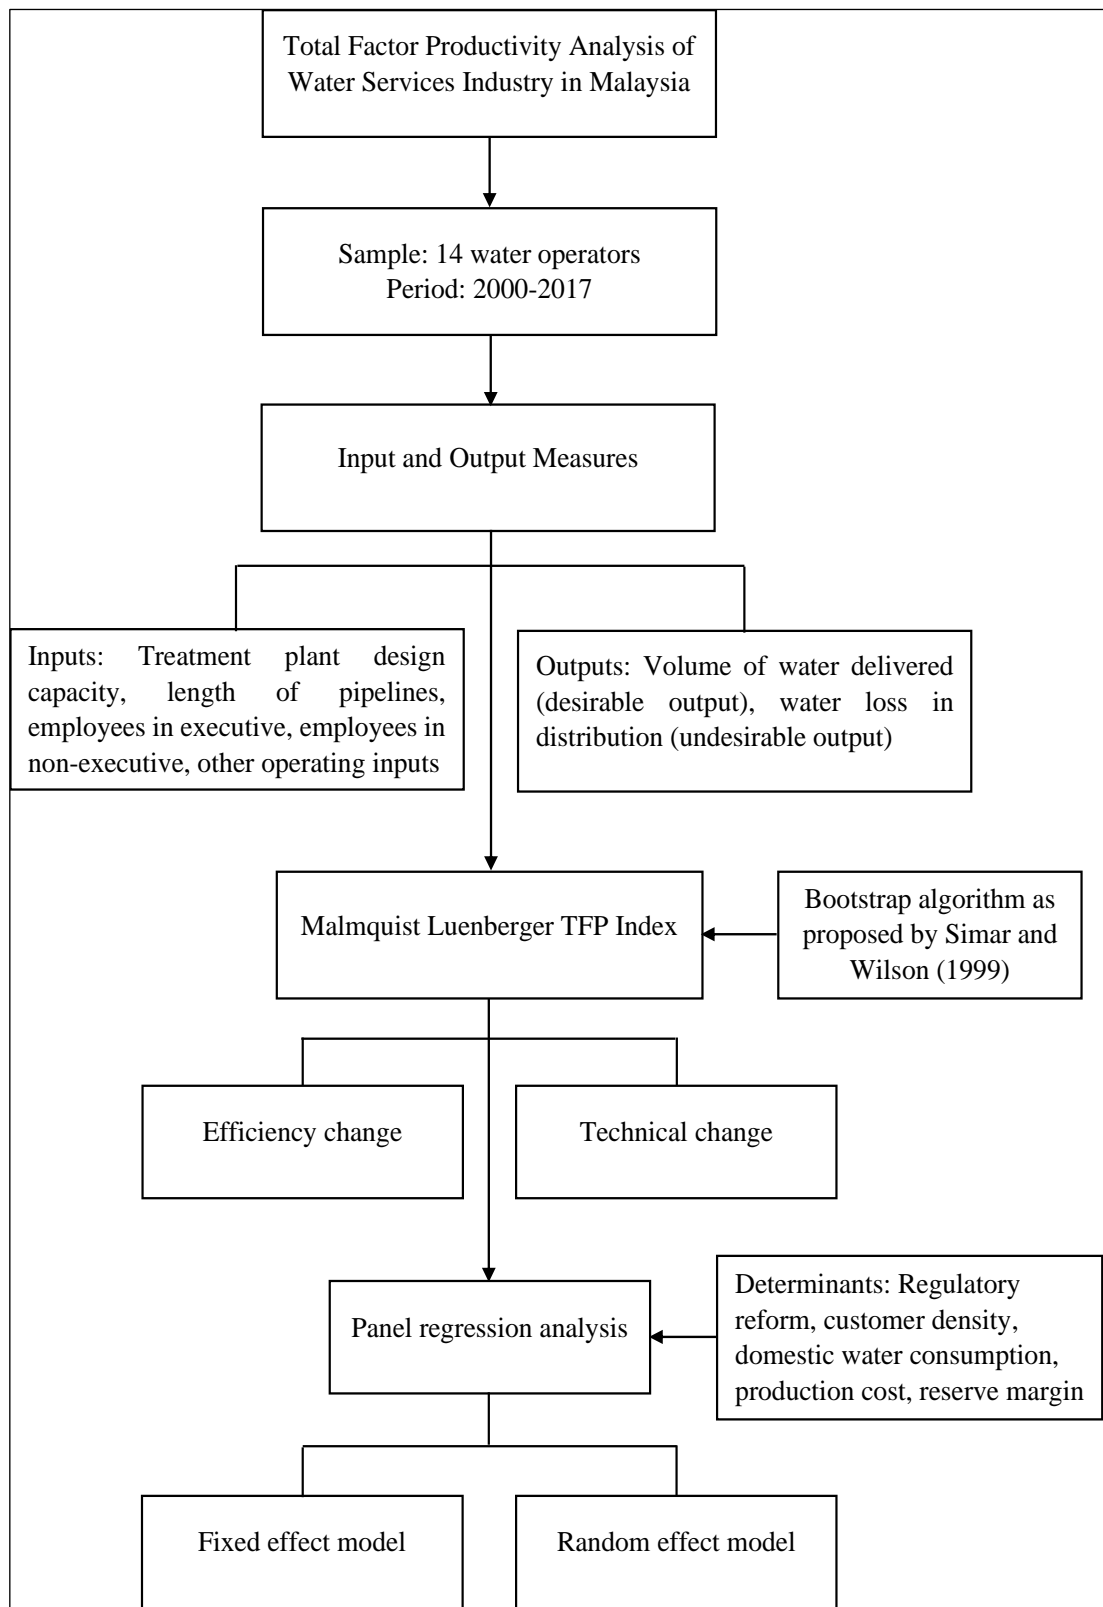 Total Factor Productivity Analysis of
Water Services Industry in Malaysia
Sample: 14 water operators
Period: 2000-2017
Input and Output Measures
Inputs: Treatment plant design
capacity, length of pipelines,
employees in executive, employees in
non-executive, other operating inputs
Outputs: Volume of water delivered
(desirable output), water loss in
distribution (undesirable output)
Malmquist Luenberger TFP Index
Bootstrap algorithm as
proposed by Simar and
Wilson (1999)
Efficiency change
Technical change
Panel regression analysis
Determinants: Regulatory
reform, customer density,
domestic water consumption,
production cost, reserve margin
Fixed effect model
Random effect model